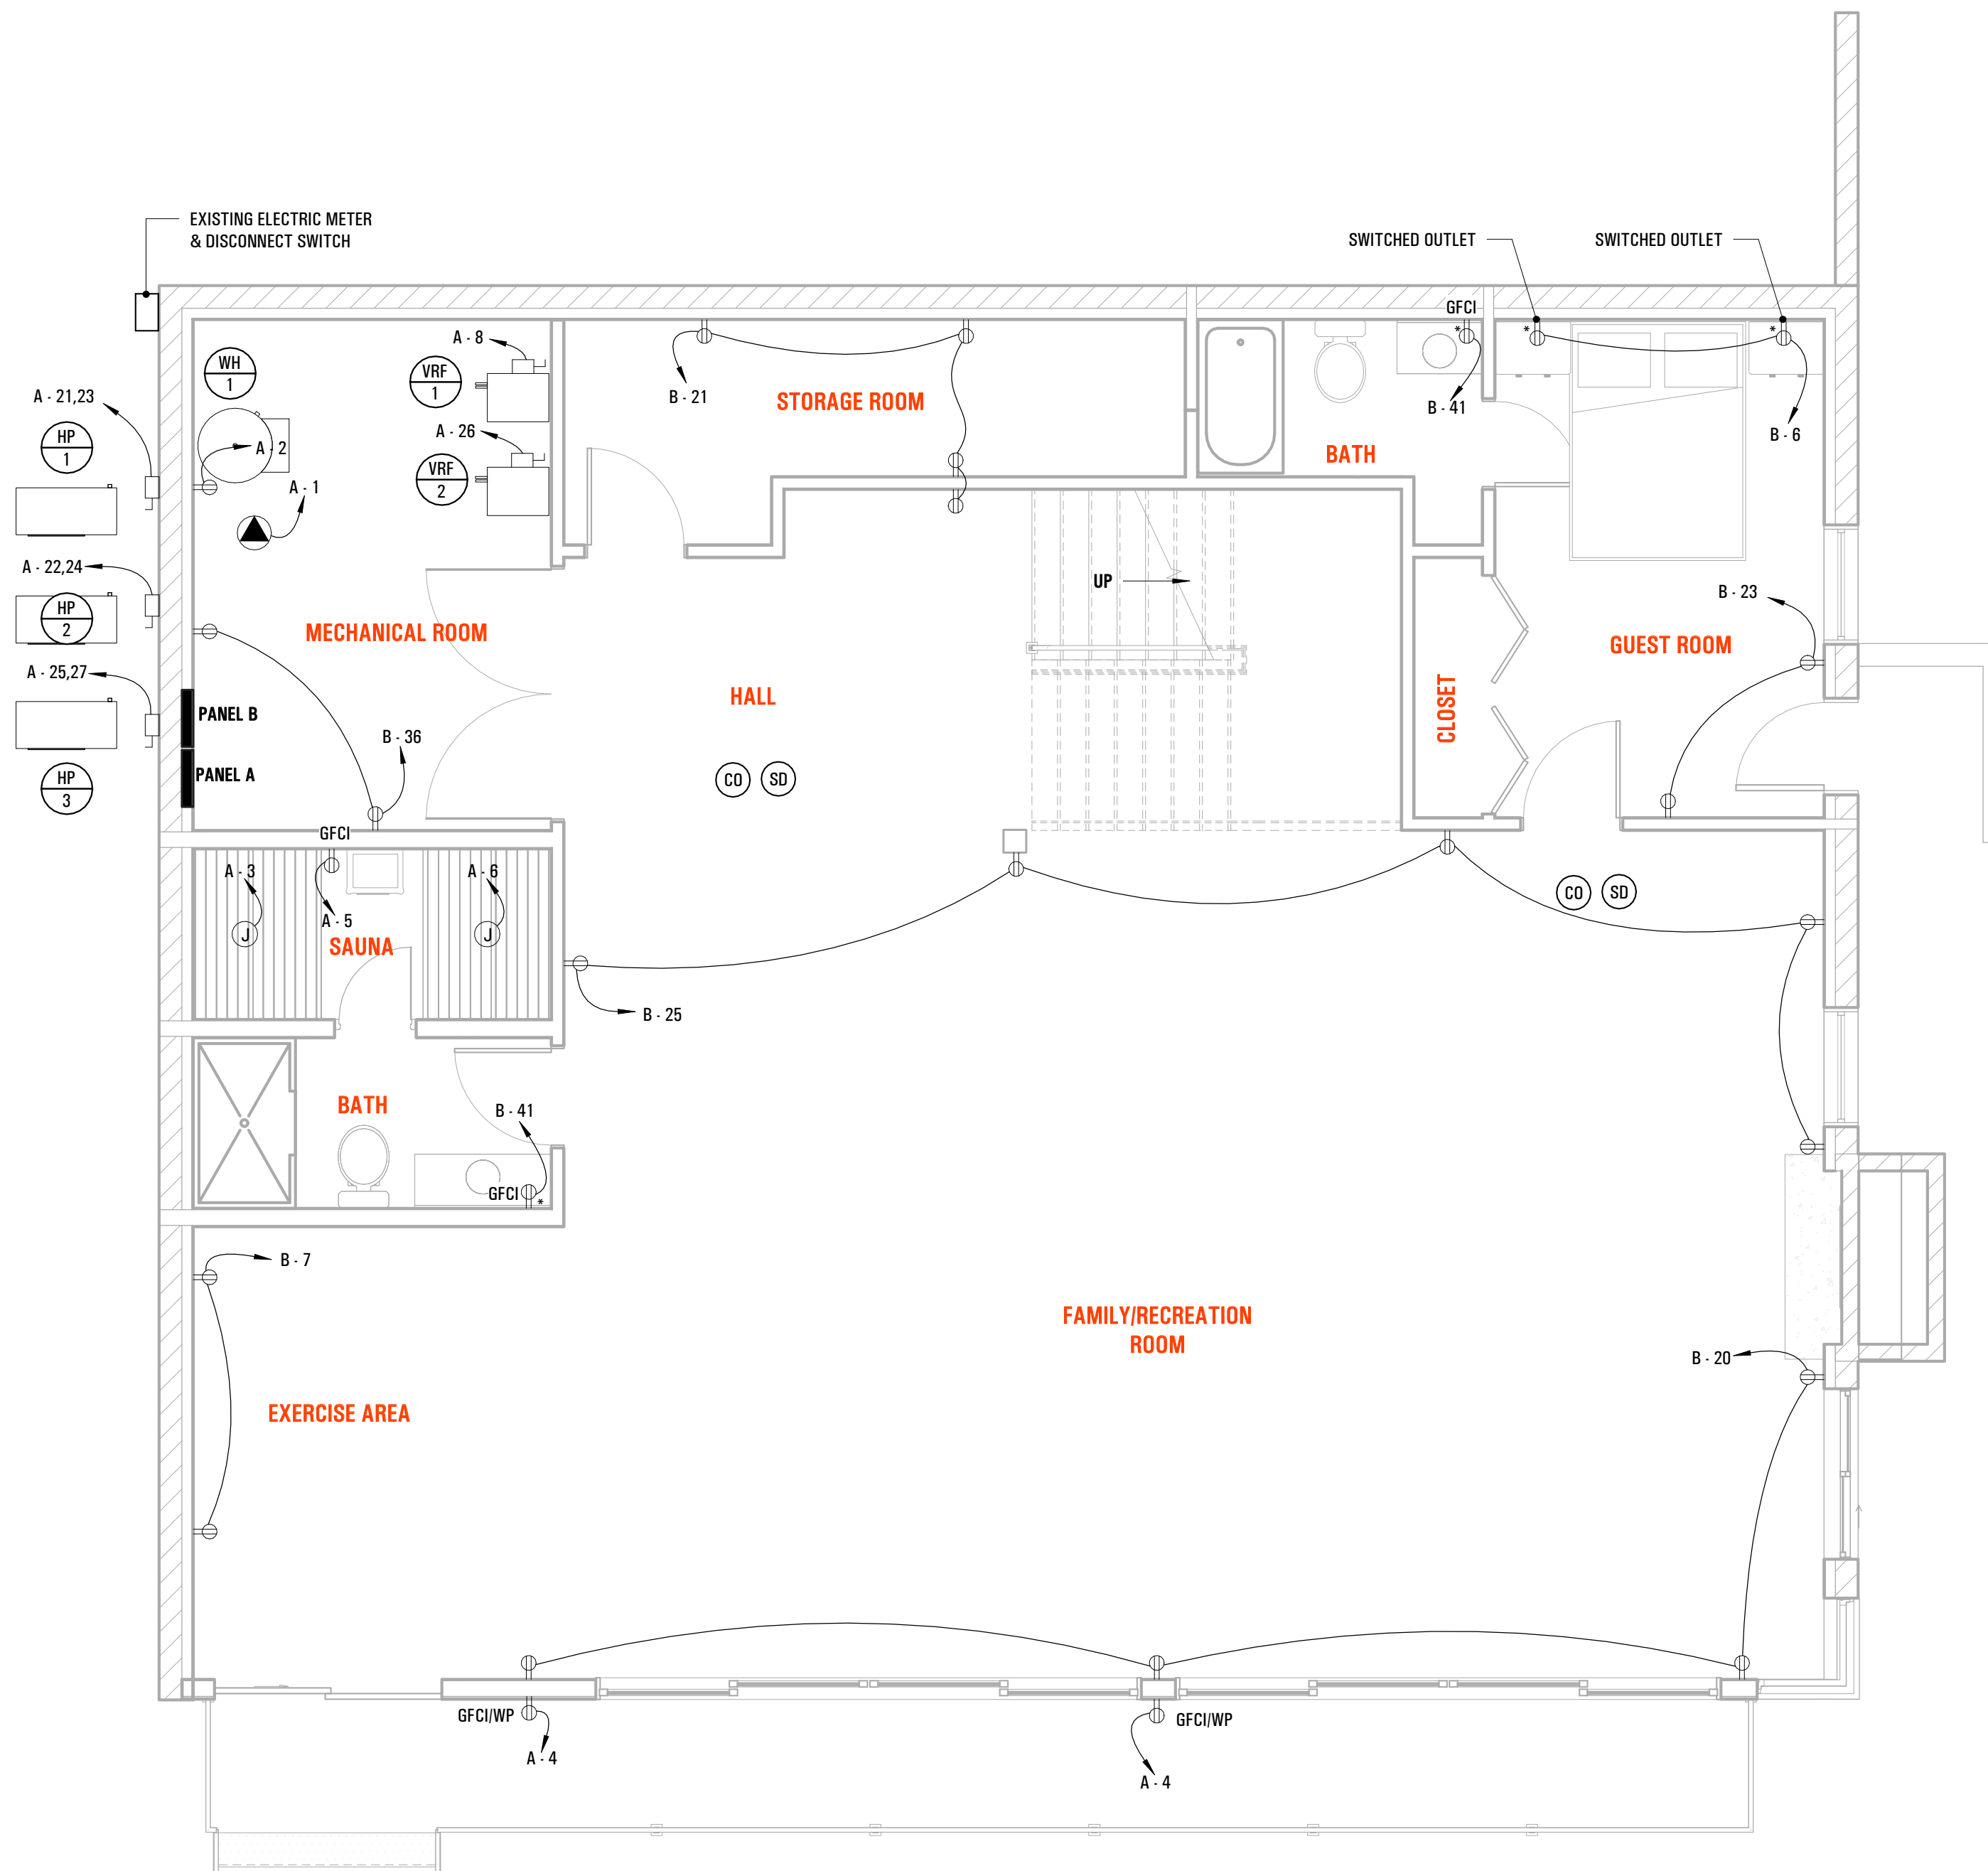 EXISTING ELECTRIC METER
& DISCONNECT SWITCH
SWITCHED OUTLET
SWITCHED OUTLET
GFCI
*
*
*
A - 8
WH
1
VRF
1
A - 21,23
B - 21
STORAGE ROOM
B - 41
A - 26
HP
1
A - 2
BATH
B - 6
VRF
2
A - 1
A - 22,24
UP
B - 23
HP
2
MECHANICAL ROOM
GUEST ROOM
A - 25,27
HALL
CLOSET
PANEL B
B - 36
PANEL A
HP
3
CO
SD
GFCI
A - 3
A - 6
CO
SD
A - 5
J
J
SAUNA
B - 25
BATH
B - 41
GFCI
*
B - 7
FAMILY/RECREATION
ROOM
B - 20
EXERCISE AREA
GFCI/WP
GFCI/WP
A - 4
A - 4